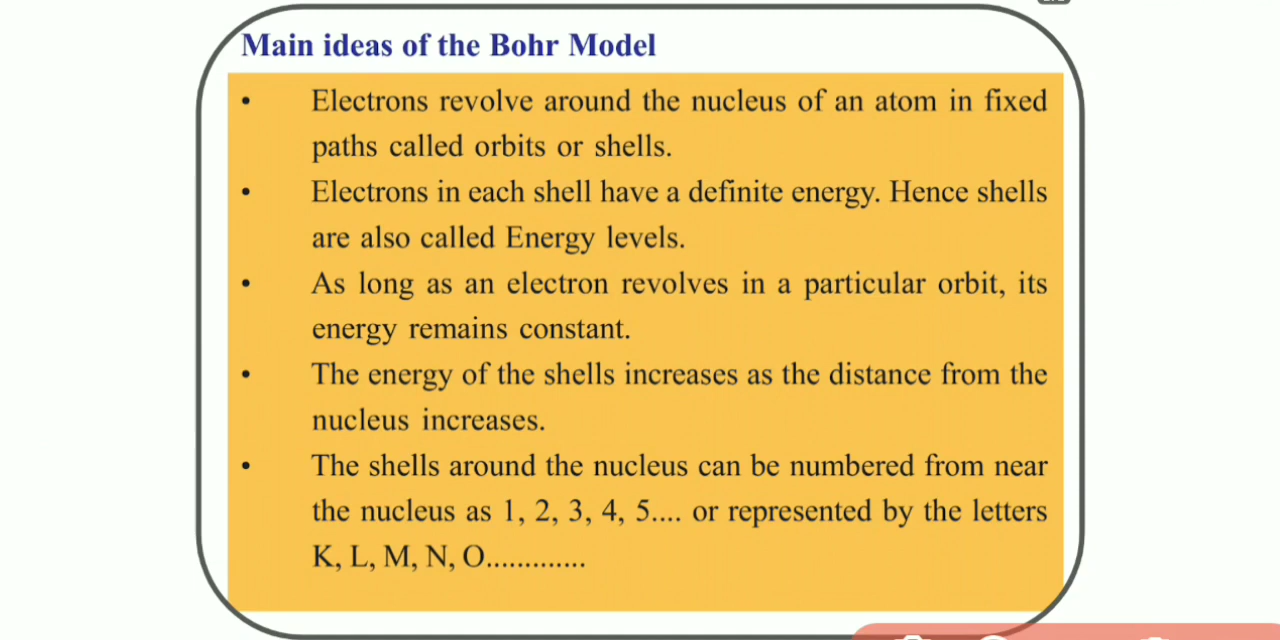 Main ideas of the Bohr Model
• Electrons revolve around the nucleus of an atom in fixed
paths called orbits or shells.
• Electrons in each shell have a definite energy. Hence shells
are also called Energy levels.
• As long as an electron revolves in a particular orbit, its
energy remains constant.
• The energy of the shells increases as the distance from the
nucleus increases.
• The shells around the nucleus can be numbered from near
the nucleus as 1, 2, 3, 4, 5.... or represented by the letters
K, L, M, N, O.............